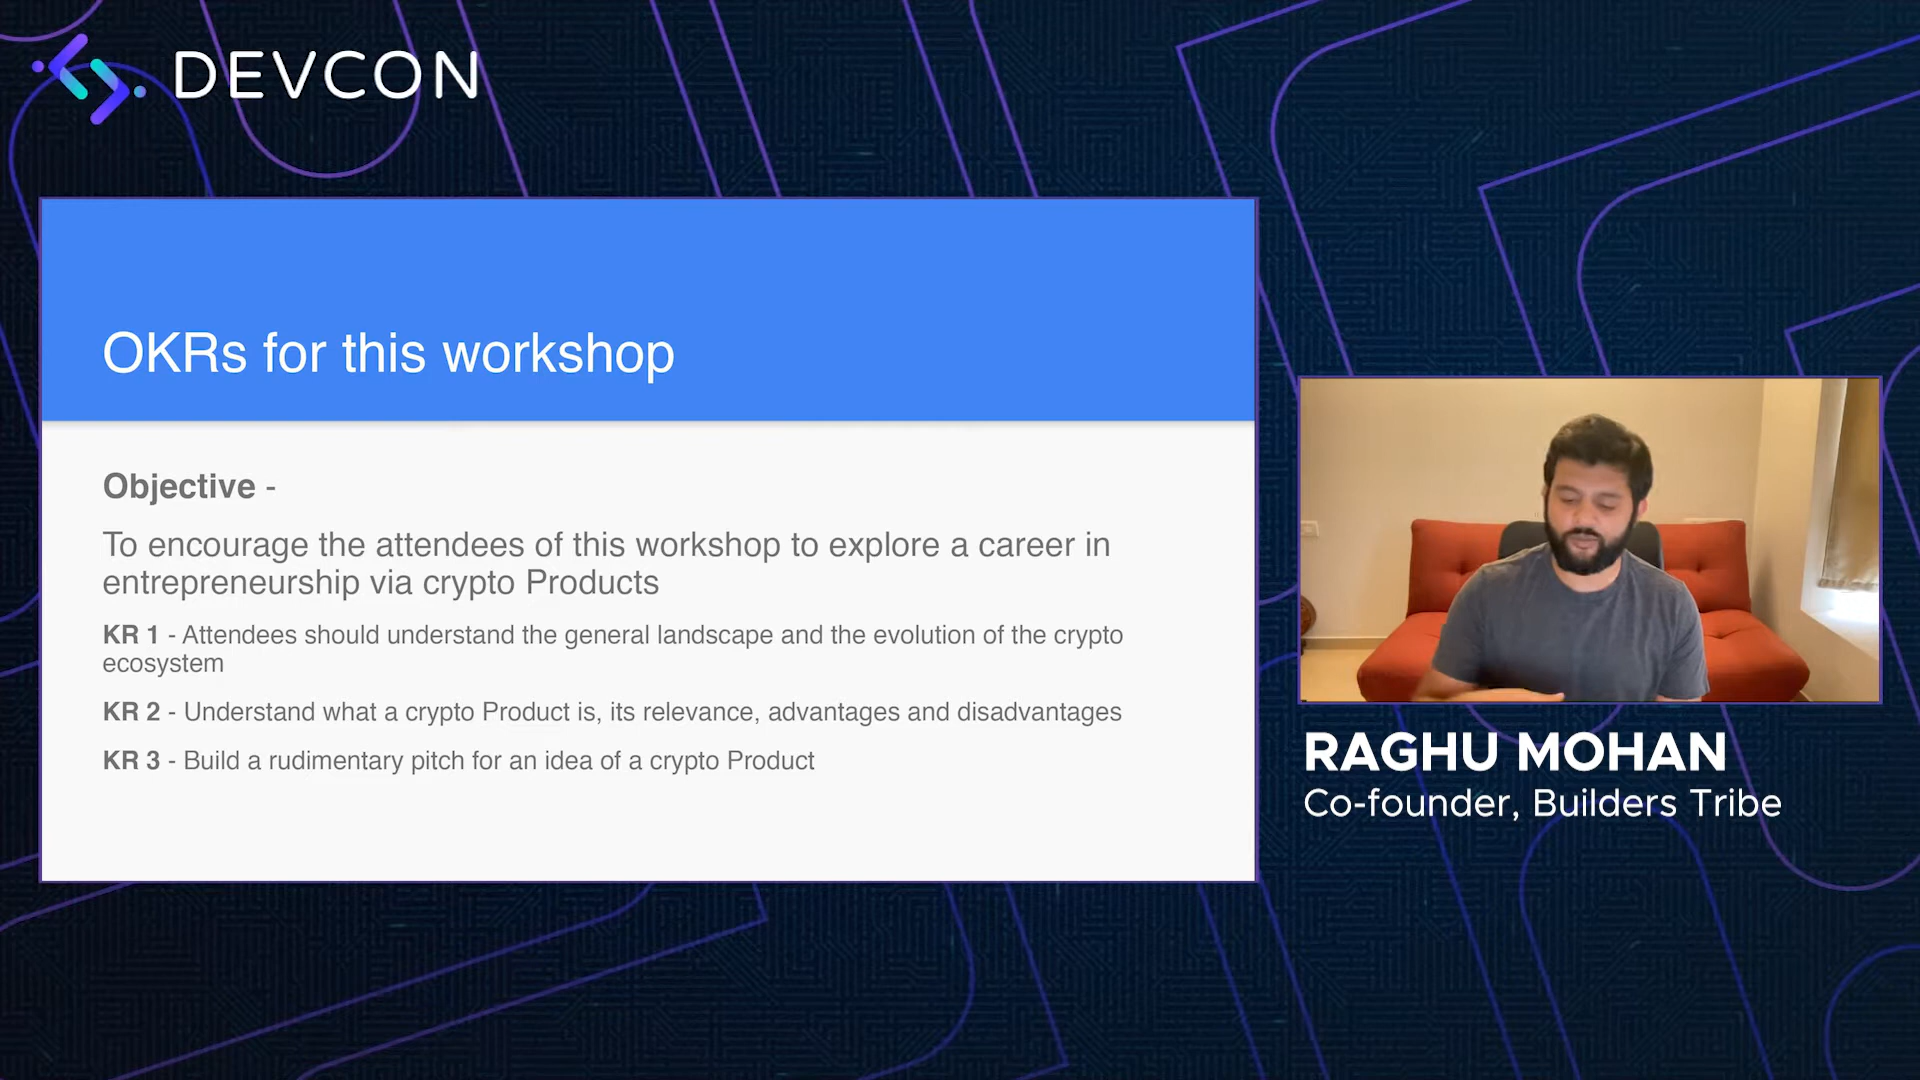 DEVCON
OKRs for this workshop
Objective -
To encourage the attendees of this workshop to explore a career in
entrepreneurship via crypto Products
KR 1 - Attendees should understand the general landscape and the evolution of the crypto
ecosystem
KR 2 - Understand what a crypto Product is, its relevance, advantages and disadvantages
KR 3 - Build a rudimentary pitch for an idea of a crypto Product
RAGHU MOHAN
Co-founder, Builders Tribe